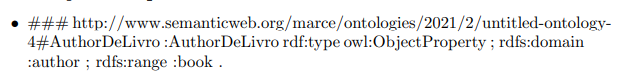 • ### http://www.semanticweb.org/marce/ontologies/2021/2/untitled-ontology-
4#AuthorDeLivro :AuthorDeLivro rdf:type owl:ObjectProperty ; rdfs:domain
:author ; rdfs:range :book .